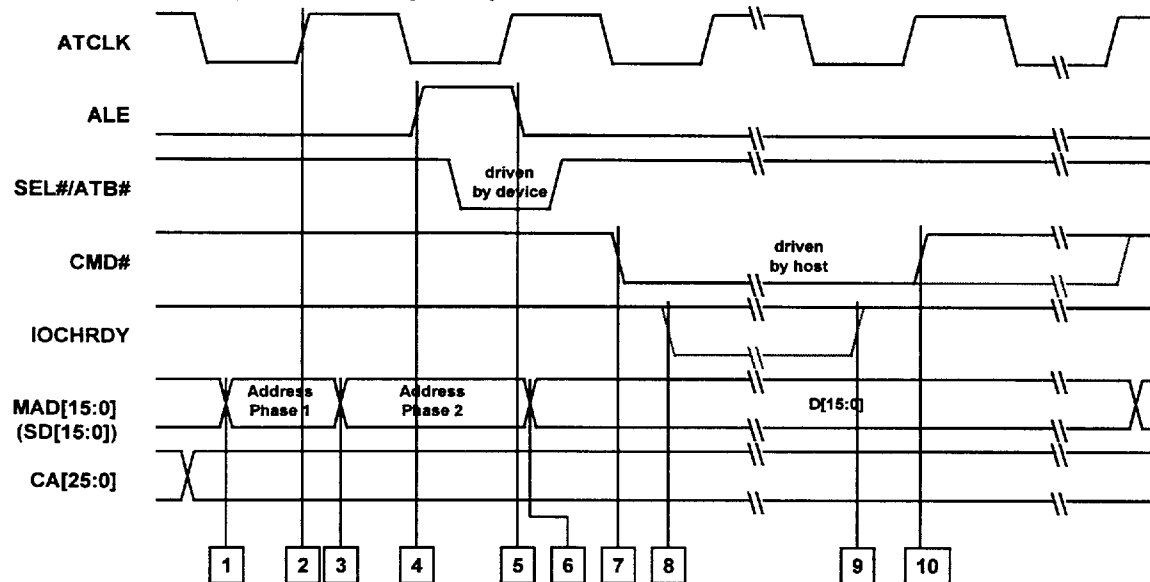 ATCLK
ALE
SEL#/ATB#
driven
by device
CMD#
driven
by host
IOCHRDY
MAD[15:0]
(SD[15:0])
Address
Phase 1
Address
Phase 2
D[15:0]
CA[25:0]
1 2 3 4 5 6 7 8 9 10